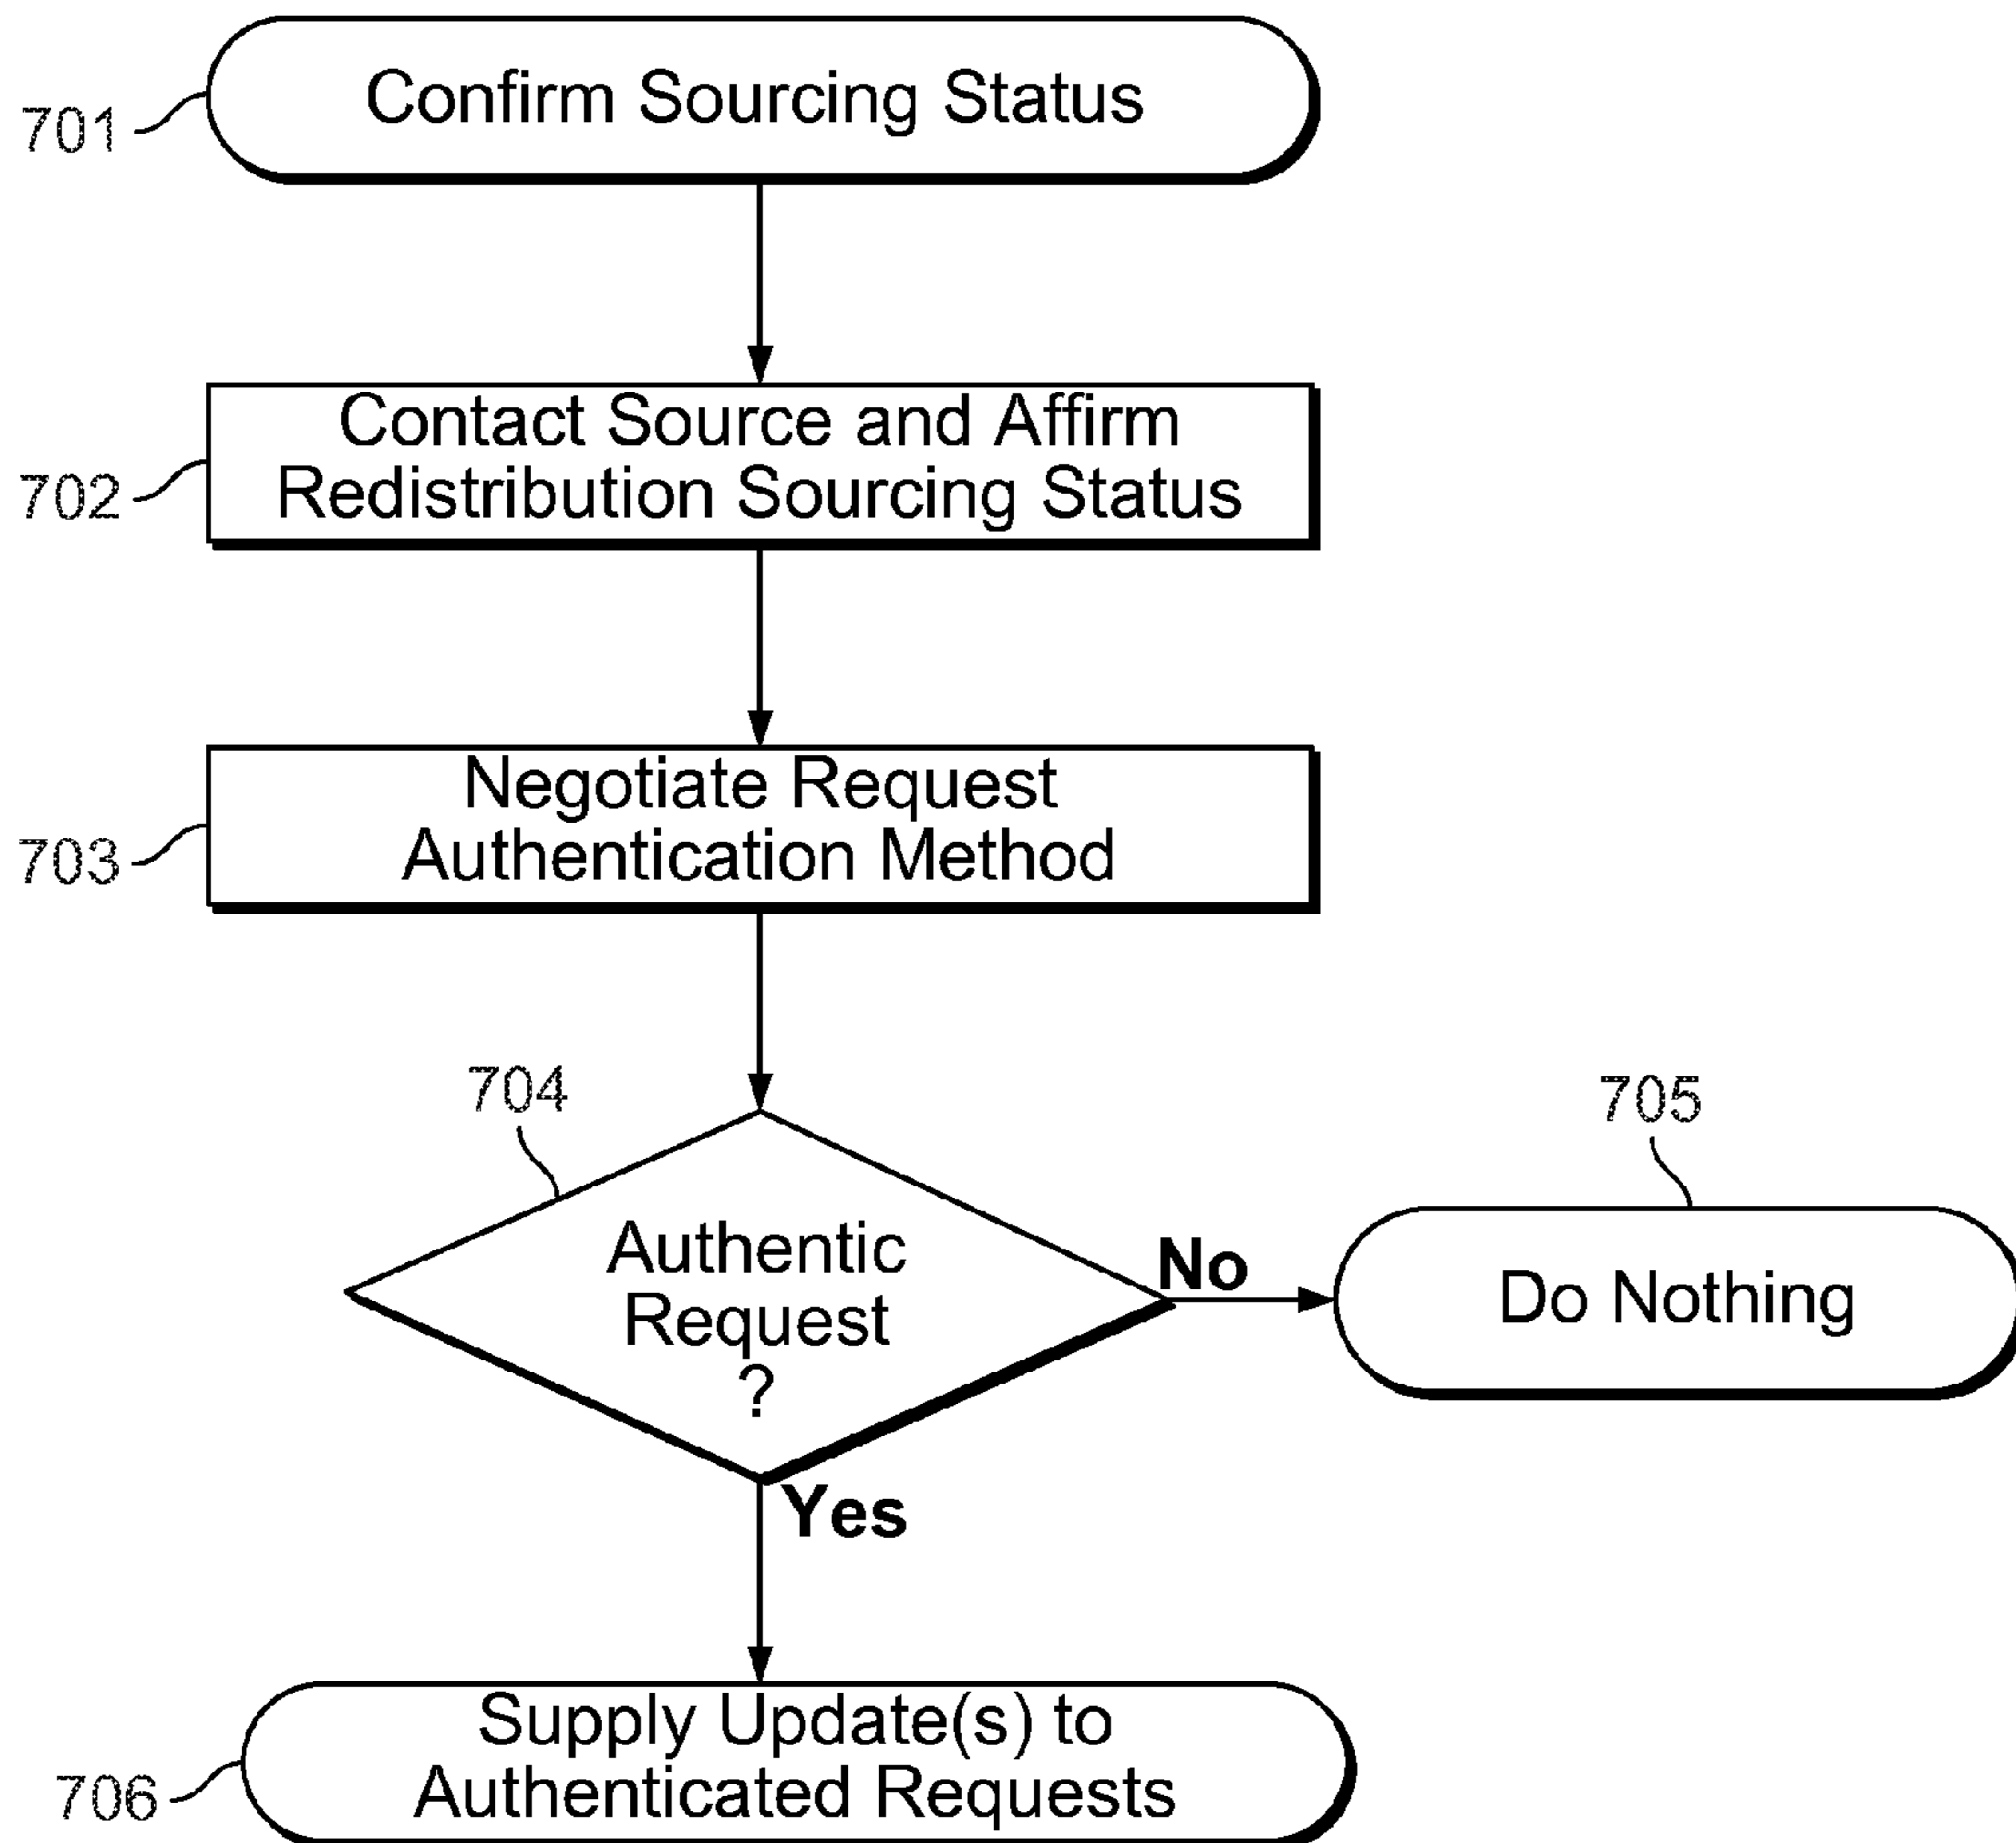 Confirm Sourcing Status
701
Contact Source and Affirm
Redistribution Sourcing Status
702
Negotiate Request
Authentication Method
703
704
705
Authentic
Request
?
No
Do Nothing
Yes
Supply Update(s) to
Authenticated Requests
706